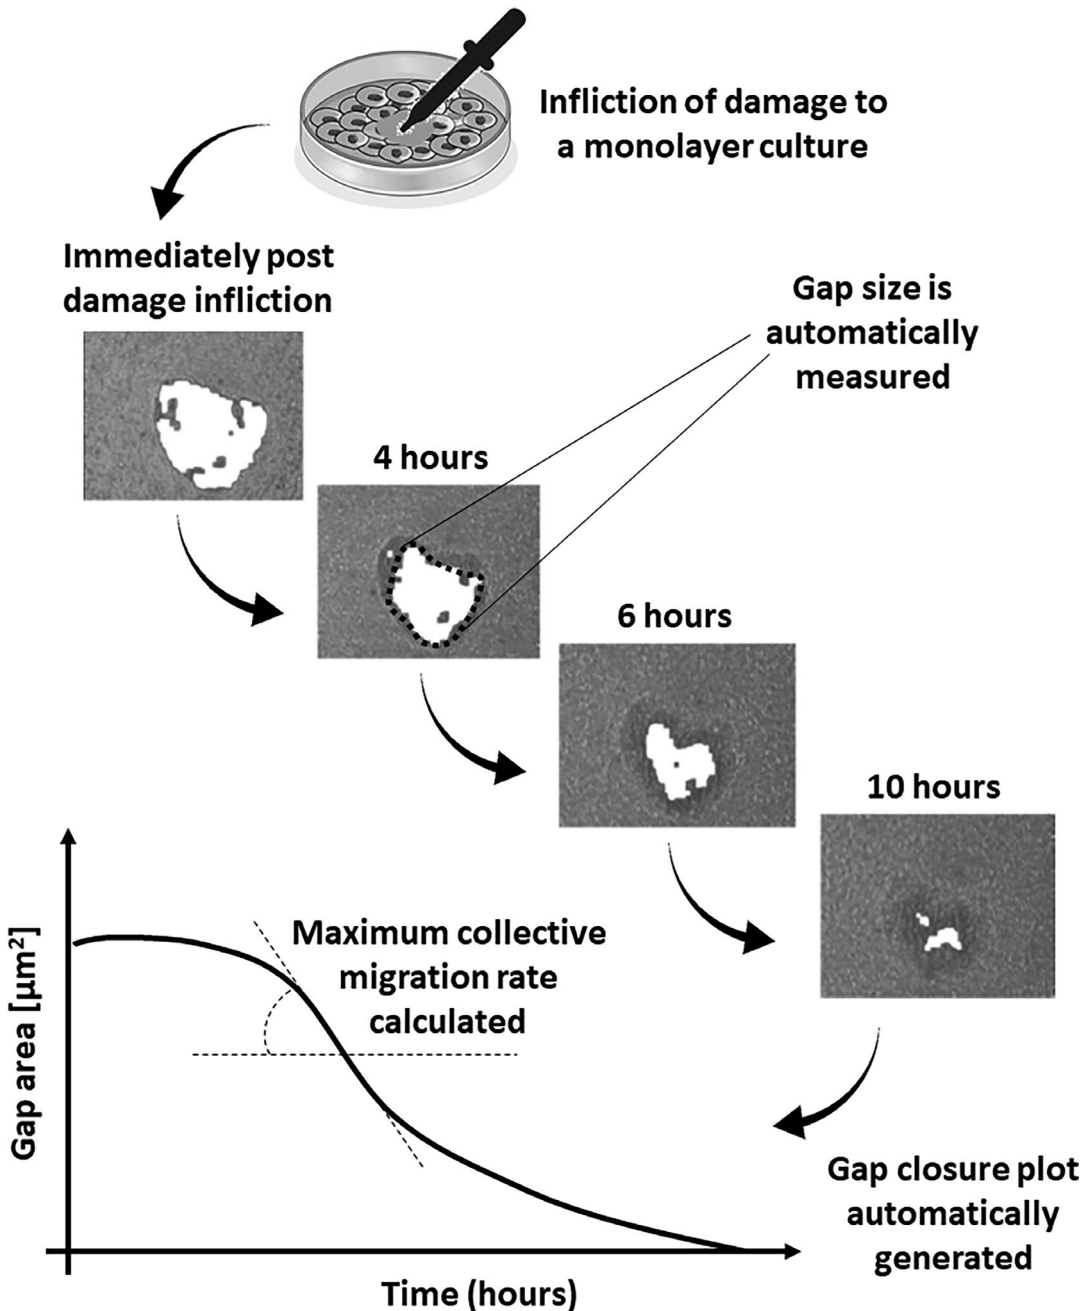 Infliction of damage to
a monolayer culture
Immediately post
damage infliction
Gap size is
automatically
measured
4 hours
6 hours
10 hours
Maximum collective
migration rate
calculated
Gap area [µm²]
Time (hours)
Gap closure plot
automatically
generated